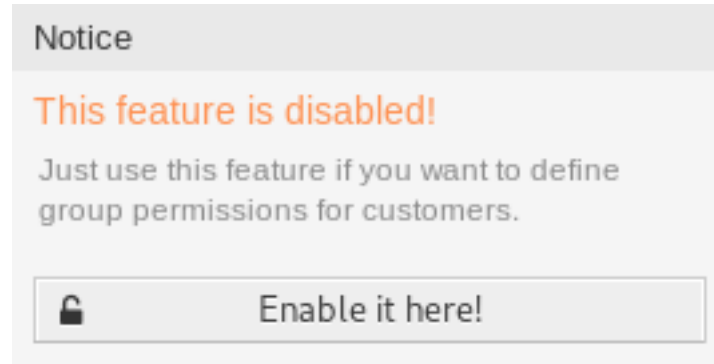 Notice
This feature is disabled!
Just use this feature if you want to define
group permissions for customers.
Enable it here!